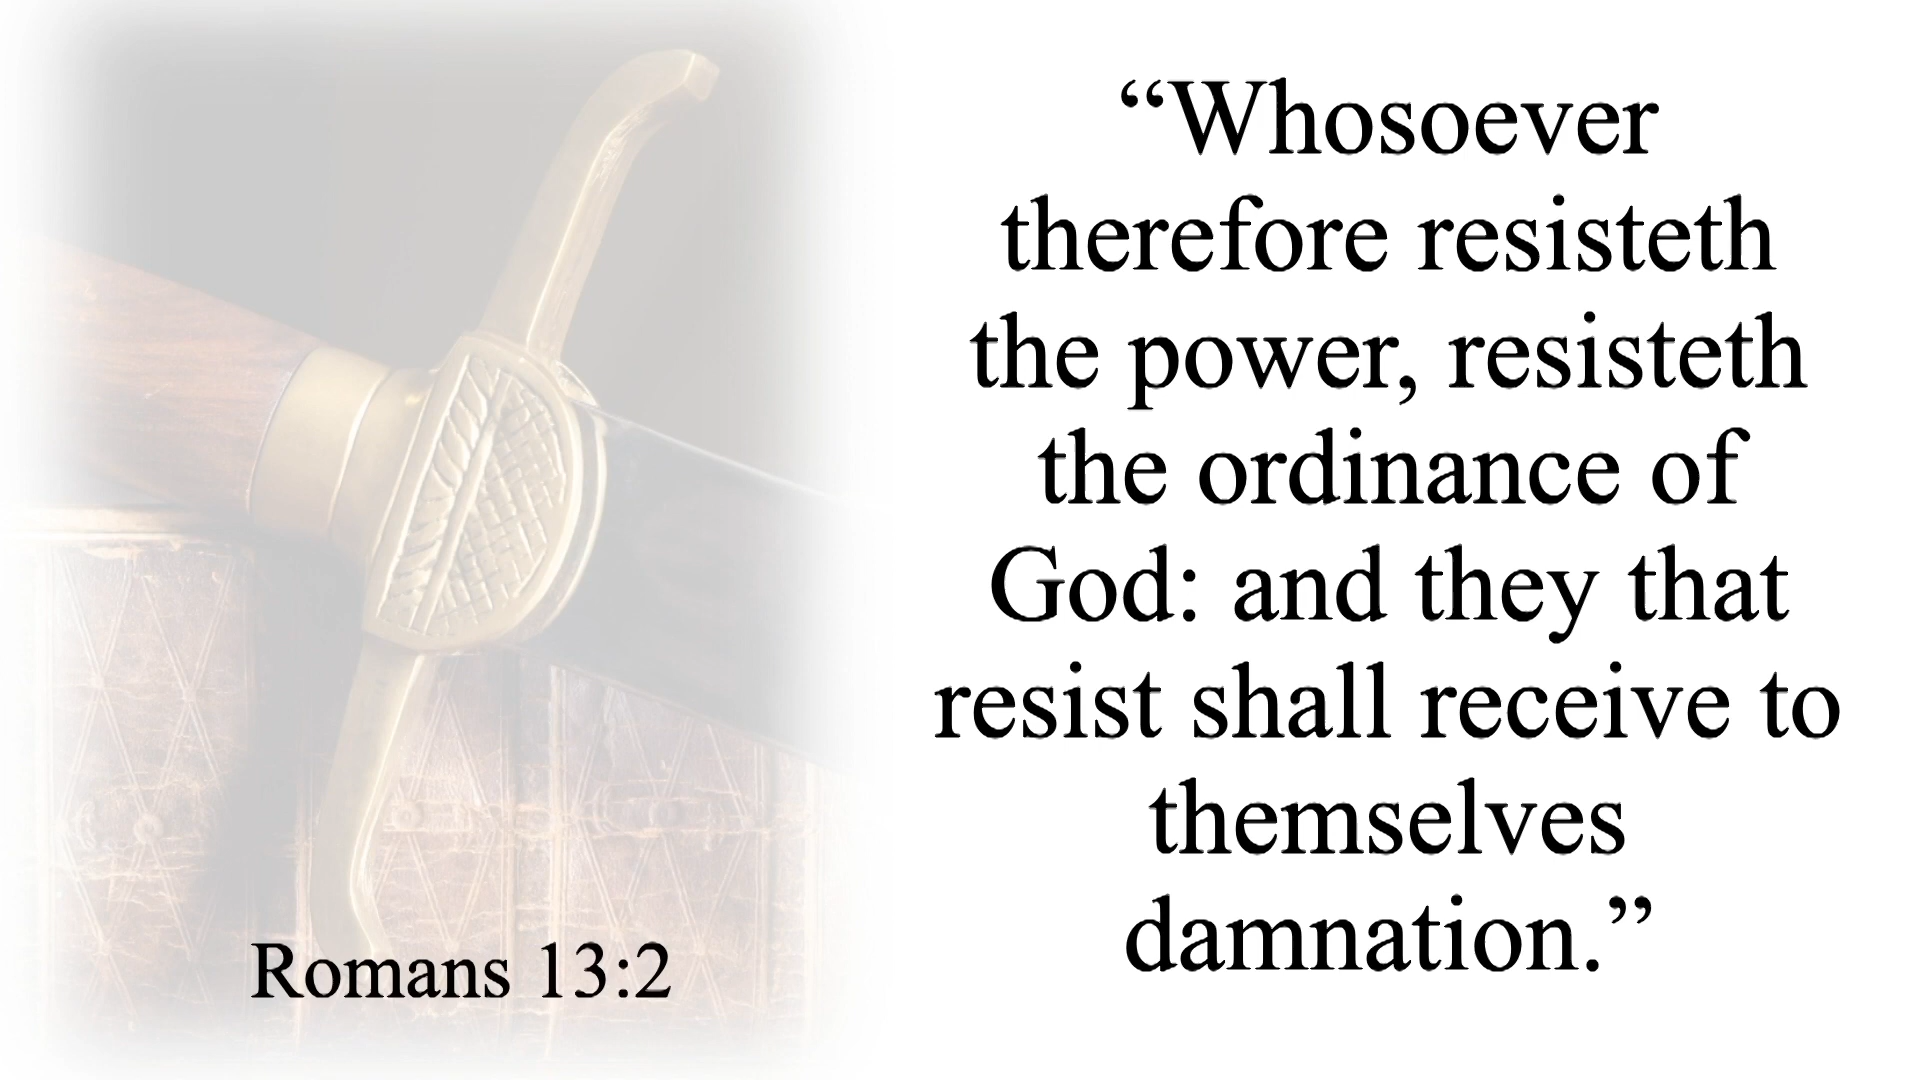 “Whosoever
therefore resisteth
the power, resisteth
the ordinance of
God: and they that
resist shall receive to
themselves
damnation.”
Romans 13:2